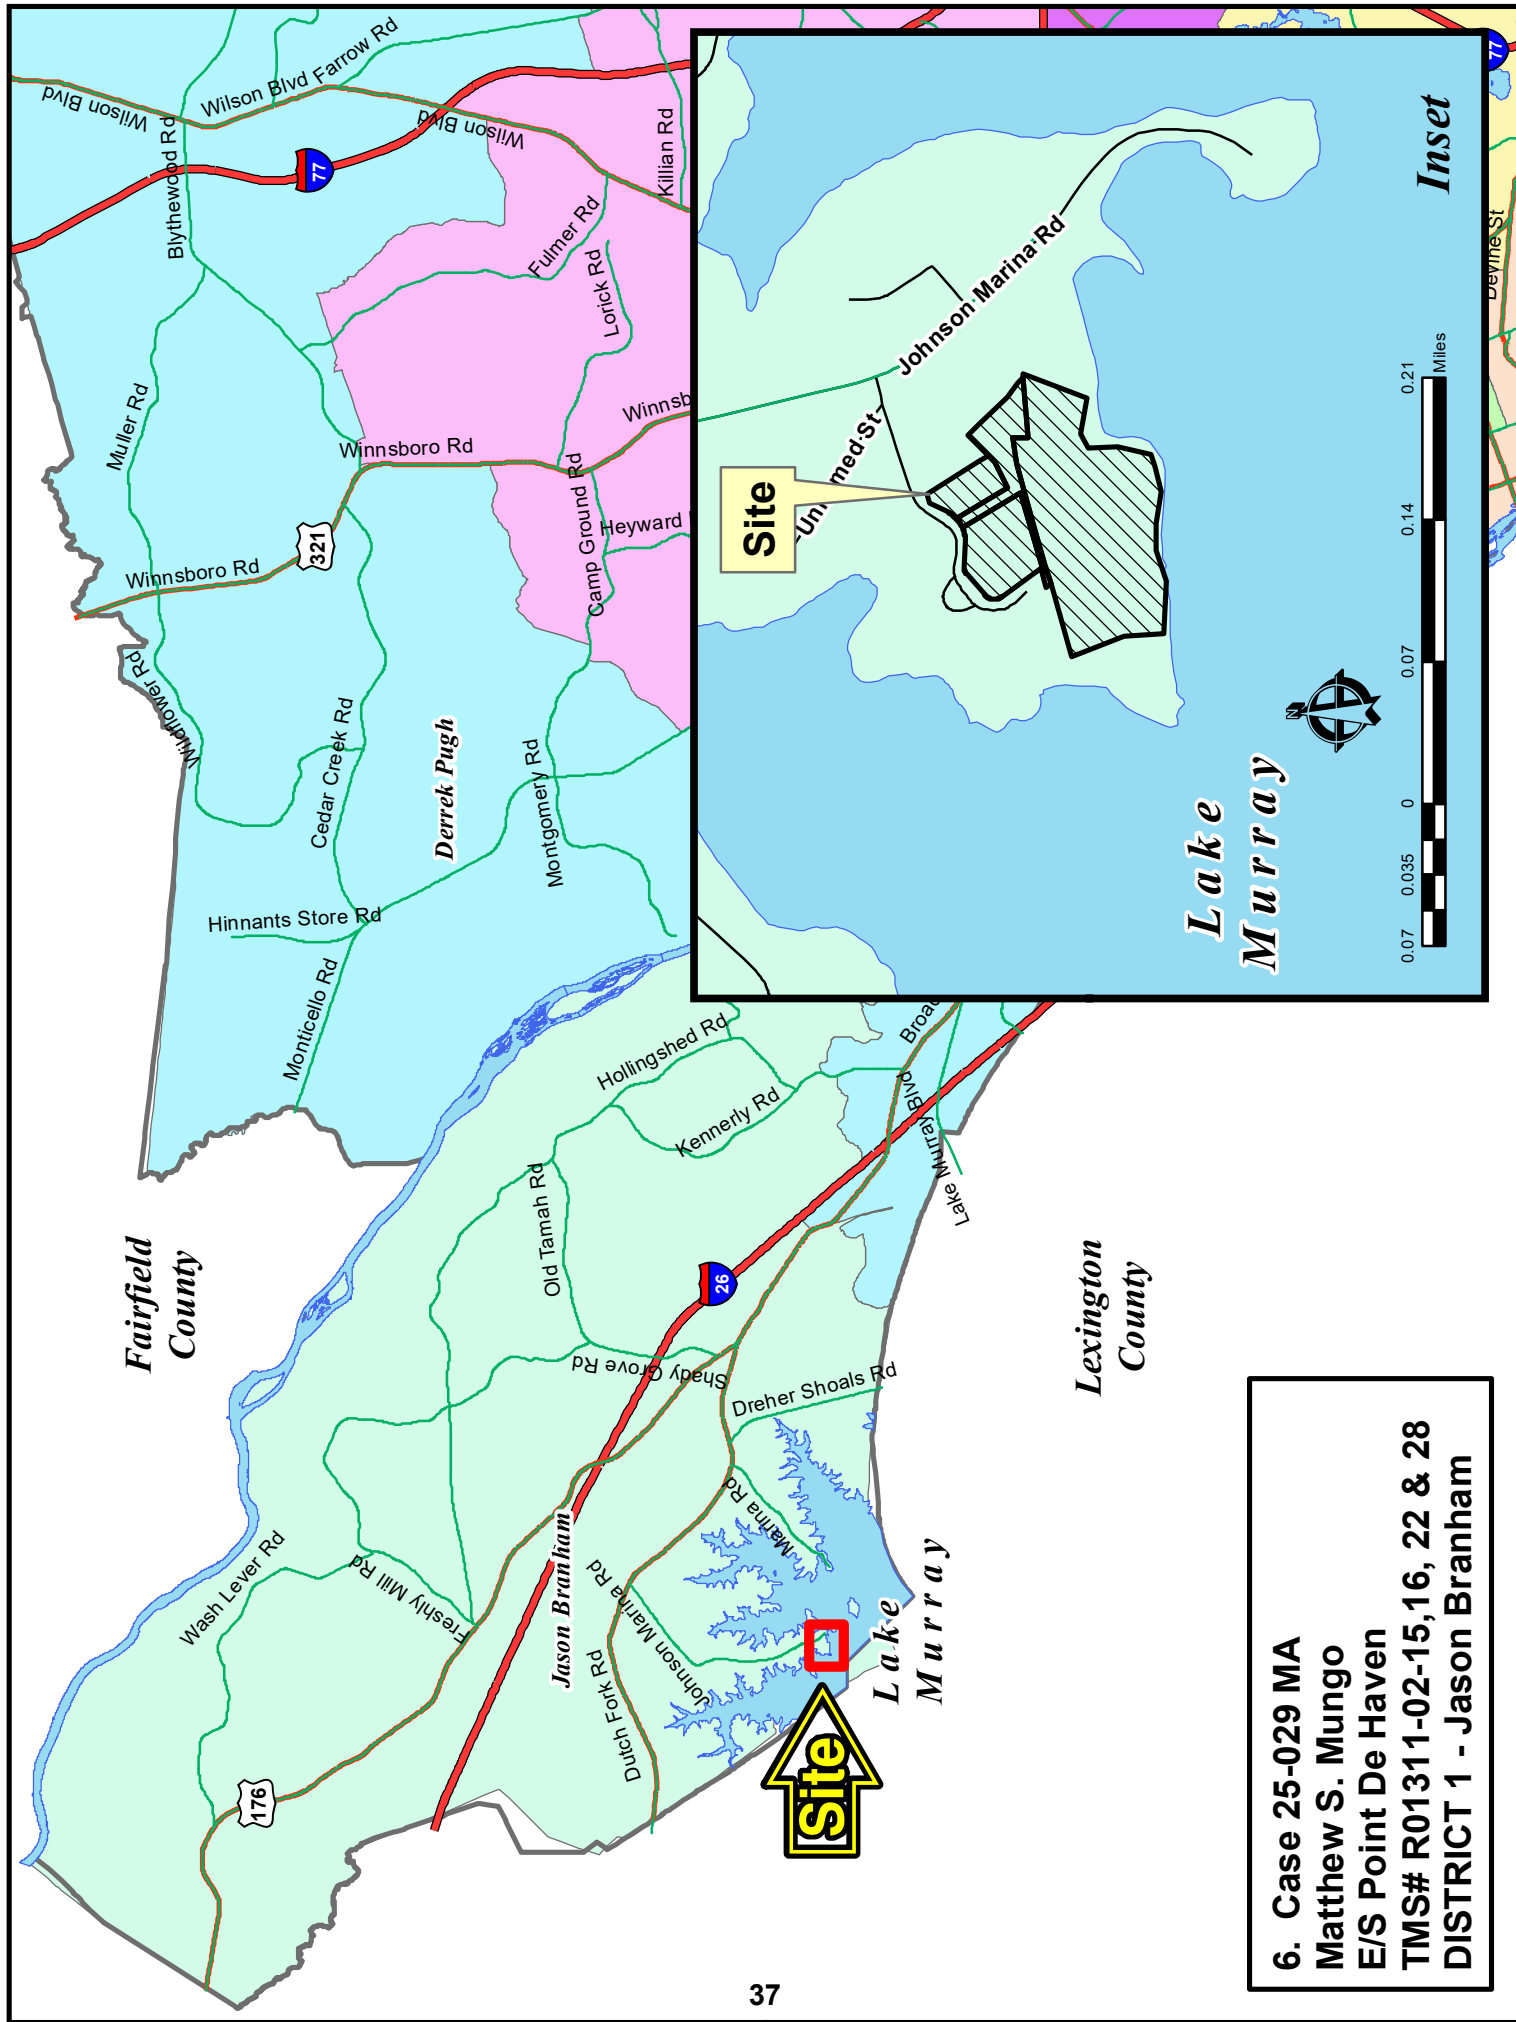 Fairfield
County
Wilson Blvd
Wilson Blvd
Wilson Blvd
Farrow Rd
Blythewood Rd
77
Killian Rd
Fulmer Rd
Lorick Rd
Muller Rd
Winnsboro Rd
Winnsb
321
Winnsboro Rd
Camp Ground Rd
Heyward
Wildflower Rd
Cedar Creek Rd
Derrek Pugh
Montgomery Rd
Hinnants Store Rd
Monticello Rd
Hollingshed Rd
Kennerly Rd
Broad
Lake Murray Blvd
Old Tamah Rd
26
Shady Grove Rd
Dreher Shoals Rd
Marina Rd
Wash Lever Rd
Freshly Mill Rd
Jason Branham
Johnson Marina Rd
Dutch Fork Rd
176
Site
Lake
Murray
Lexington
County
Site
Johnson Marina Rd
Lake
Murray
N
Inset
0.07 0.035 0 0.07 0.14 0.21
Miles
77
Devine St
6. Case 25-029 MA
Matthew S. Mungo
E/S Point De Haven
TMS# R01311-02-15,16, 22 & 28
DISTRICT 1 - Jason Branham
37